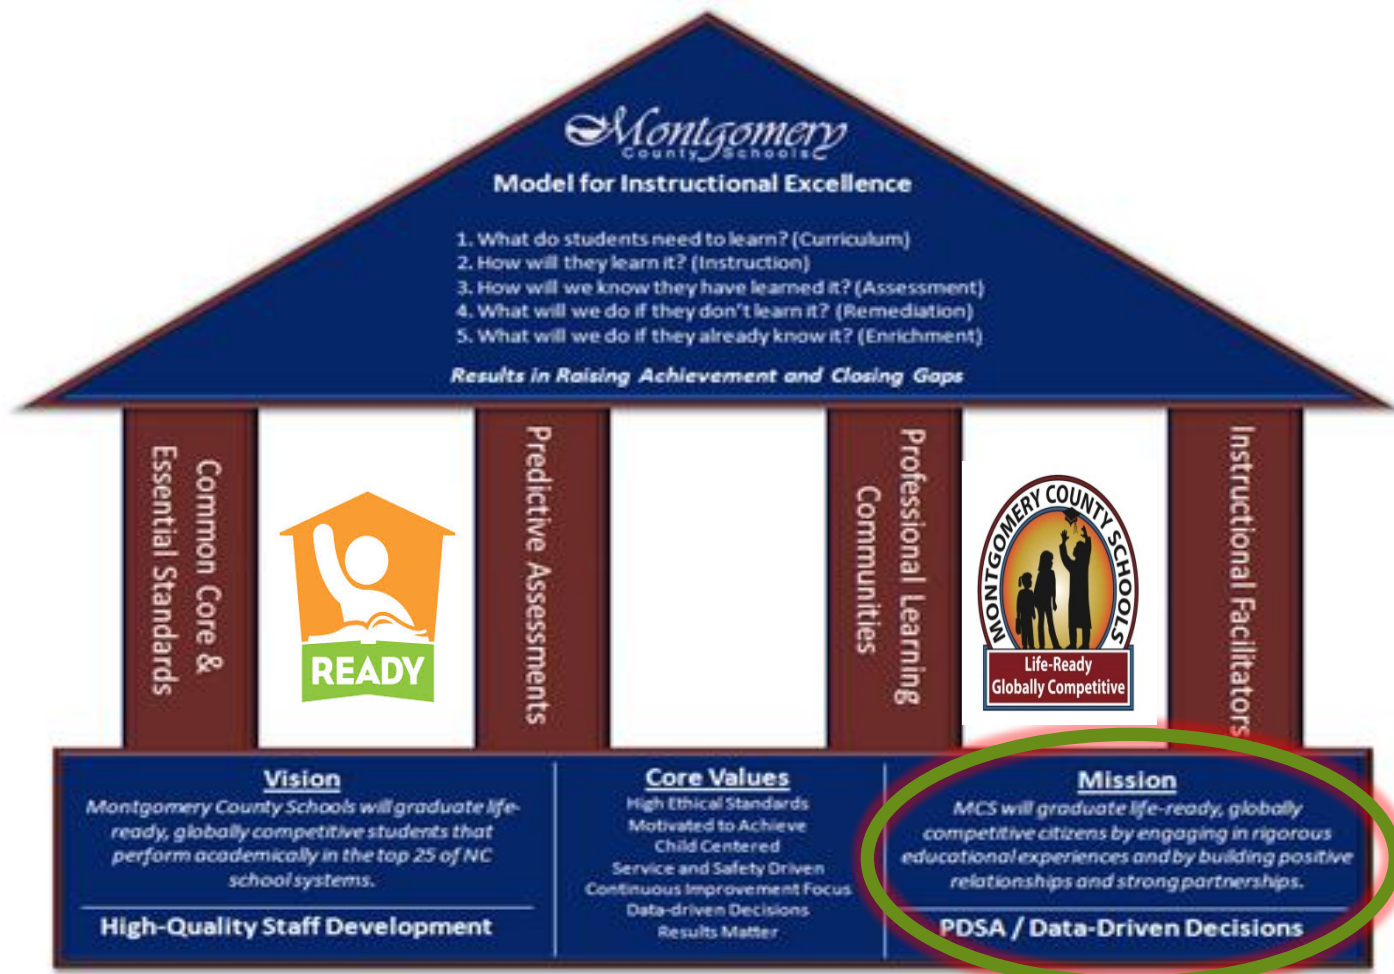 Montgomery
County Schools
Model for Instructional Excellence
1. What do students need to learn? (Curriculum)
2. How will they learn it? (Instruction)
3. How will we know they have learned it? (Assessment)
4. What will we do if they don't learn it? (Remediation)
5. What will we do if they already know it? (Enrichment)
Results in Raising Achievement and Closing Gaps
Common Core &
Essential Standards
READY
Predictive Assessments
Professional Learning
Communities
MONTGOMERY COUNTY SCHOOLS
Life-Ready
Globally Competitive
Instructional Facilitators
Vision
Montgomery County Schools will graduate life-
ready, globally competitive students that
perform academically in the top 25 of NC
school systems.
High-Quality Staff Development
Core Values
High Ethical Standards
Motivated to Achieve
Child Centered
Service and Safety Driven
Continuous Improvement Focus
Data-driven Decisions
Results Matter
Mission
MCS will graduate life-ready, globally
competitive citizens by engaging in rigorous
educational experiences and by building positive
relationships and strong partnerships.
PDSA / Data-Driven Decisions